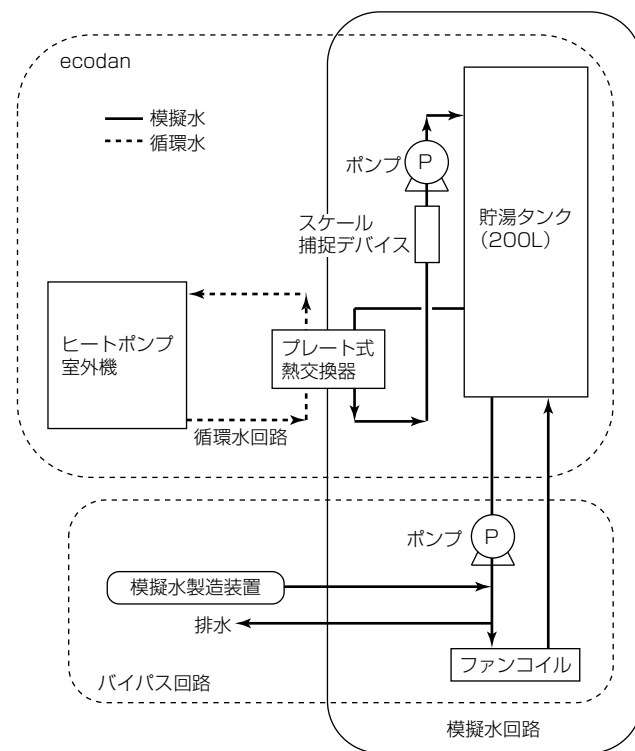 ecodan
模擬水
循環水
ポンプ
P
スケール
捕捉デバイス
貯湯タンク
(200L)
ヒートポンプ
室外機
プレート式
熱交換器
循環水回路
ポンプ
P
模擬水製造装置
排水
ファンコイル
バイパス回路
模擬水回路